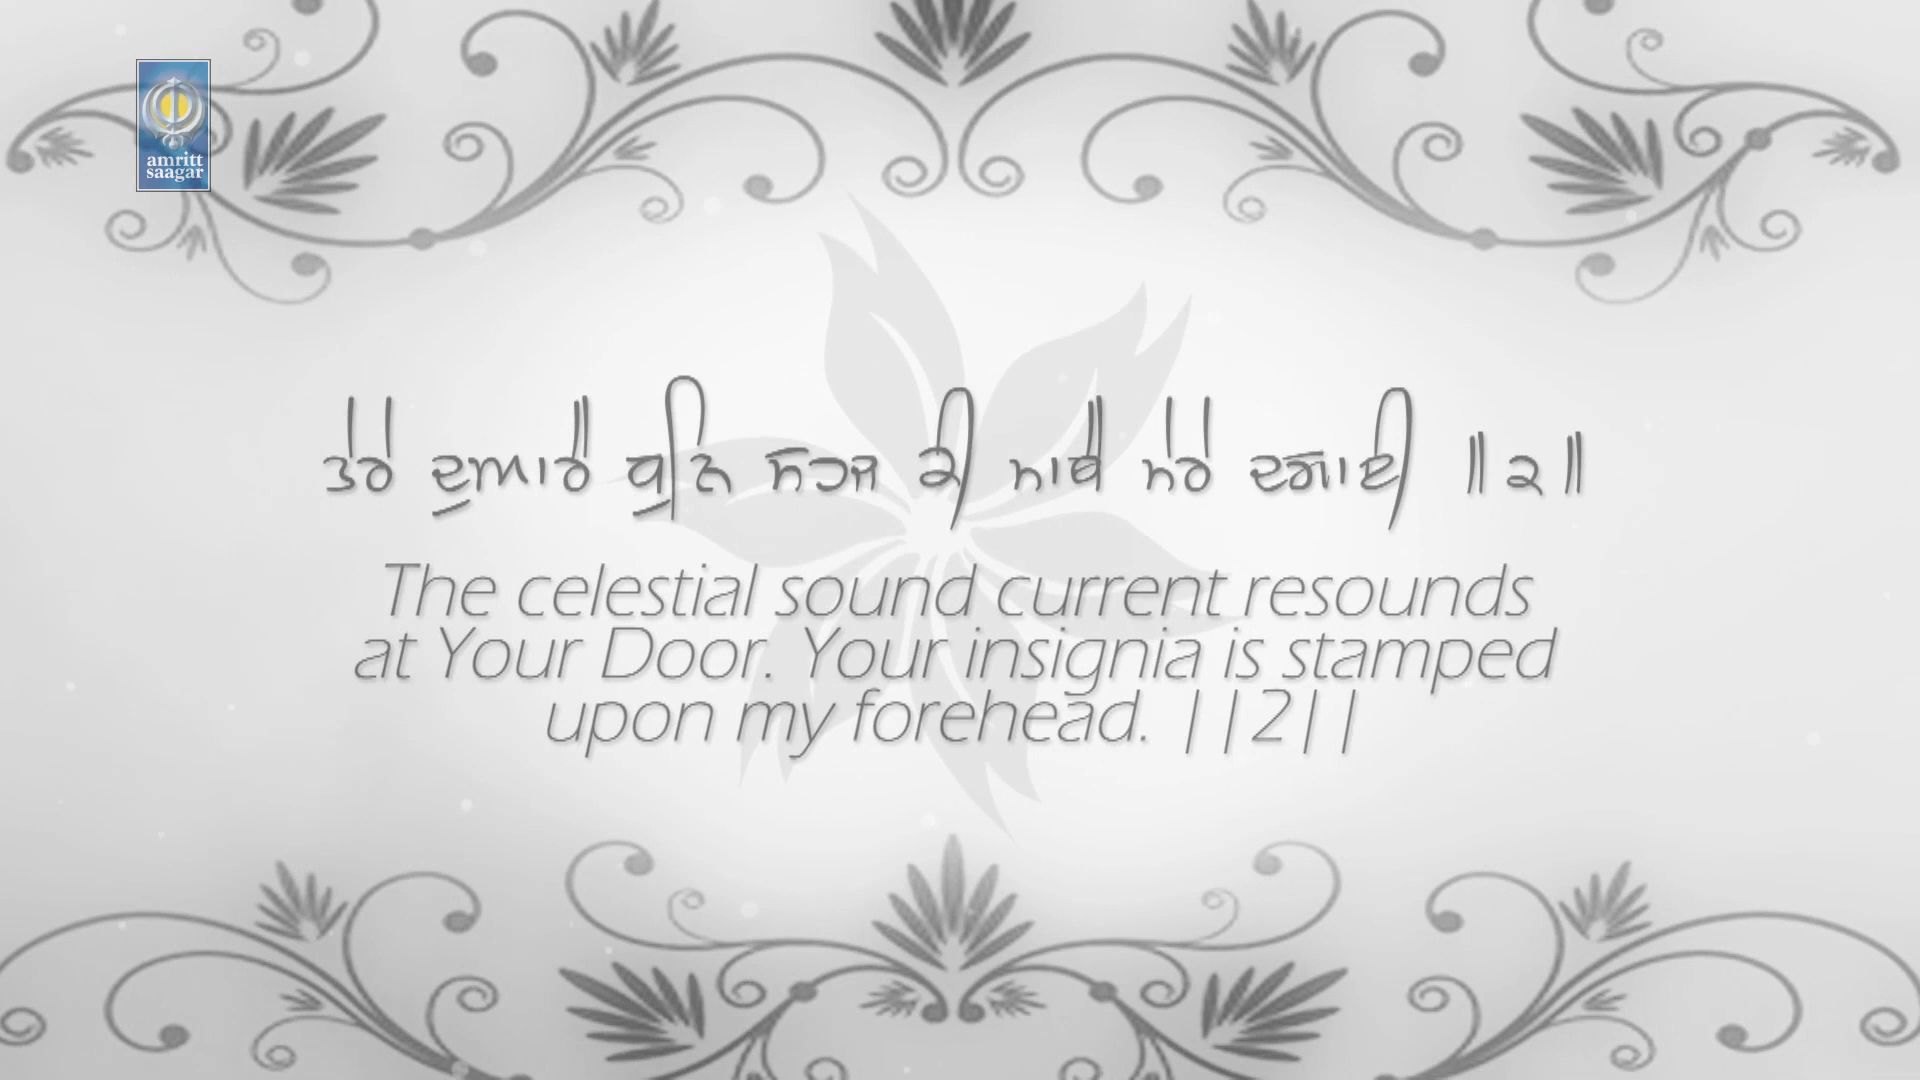 amritt
saagar
ਤੇਰੇ ਦੁਆਰੈ ਧੁਨਿ ਸਹਜ ਕੀ ਮਾਥੈ ਮੇਰੇ ਦਗਾਈ ॥੨॥
The celestial sound current resounds
at Your Door. Your insignia is stamped
upon my forehead. ||2||